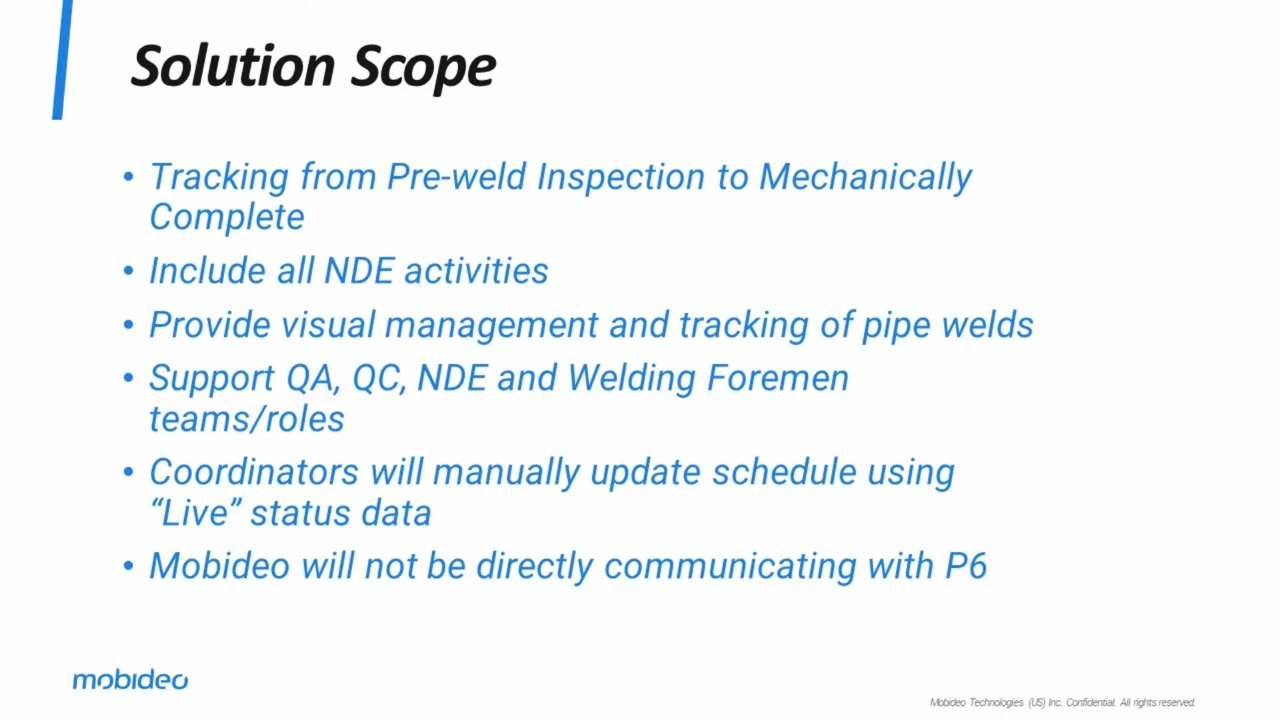 Solution Scope
• Tracking from Pre-weld Inspection to Mechanically
Complete
• Include all NDE activities
• Provide visual management and tracking of pipe welds
• Support QA, QC, NDE and Welding Foremen
teams/roles
• Coordinators will manually update schedule using
“Live” status data
• Mobideo will not be directly communicating with P6
mobideo
Mobideo Technologies (US) Inc. Confidential. All rights reserved.